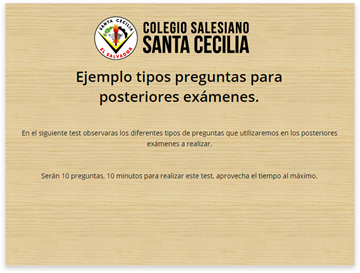 SANTA CECILIA
EL SALVADOR
COLEGIO SALESIANO
SANTA CECILIA
Ejemplo tipos preguntas para
posteriores exámenes.
En el siguiente test observaras los diferentes tipos de preguntas que utilizaremos en los posteriores
exámenes a realizar.
Serán 10 preguntas, 10 minutos para realizar este test, aprovecha el tiempo al máximo.